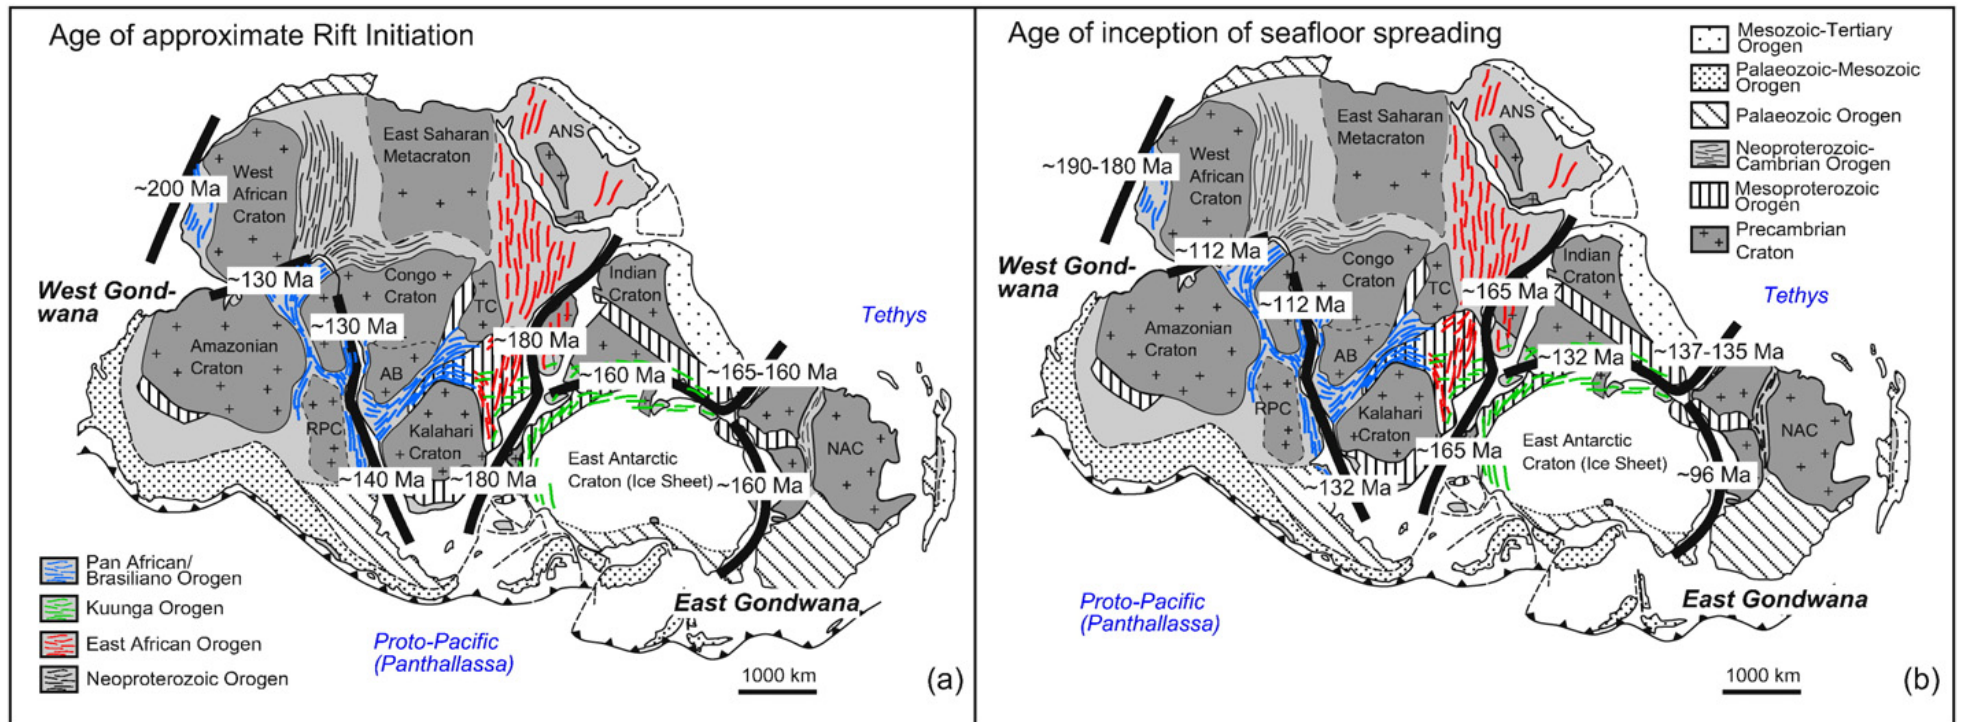 Age of approximate Rift Initiation
ANS
East Saharan
Metacraton
West
African
Craton
~200 Ma
~130 Ma
Congo
Craton
Indian
Craton
TC
West Gond-
wana
Tethys
~130 Ma
~180 Ma
Amazonian
Craton
AB
~160 Ma
~165-160 Ma
RPC
Kalahari
Craton
NAC
East Antarctic
Craton (Ice Sheet)
~140 Ma
~180 Ma
~160 Ma
Pan African/
Brasiliano Orogen
Kuunga Orogen
East African Orogen
Neoproterozoic Orogen
East Gondwana
Proto-Pacific
(Panthallassa)
1000 km
(a)
Age of inception of seafloor spreading
Mesozoic-Tertiary
Orogen
Palaeozoic-Mesozoic
Orogen
Palaeozoic Orogen
Neoproterozoic-
Cambrian Orogen
Mesoproterozoic
Orogen
Precambrian
Craton
ANS
East Saharan
Metacraton
West
African
Craton
~190-180 Ma
~112 Ma
Congo
Craton
Indian
Craton
TC
West Gond-
wana
Tethys
~112 Ma
~165 Ma
Amazonian
Craton
AB
~132 Ma
~137-135 Ma
RPC
Kalahari
Craton
NAC
East Antarctic
Craton (Ice Sheet)
~165 Ma
~132 Ma
~96 Ma
East Gondwana
Proto-Pacific
(Panthallassa)
1000 km
(b)